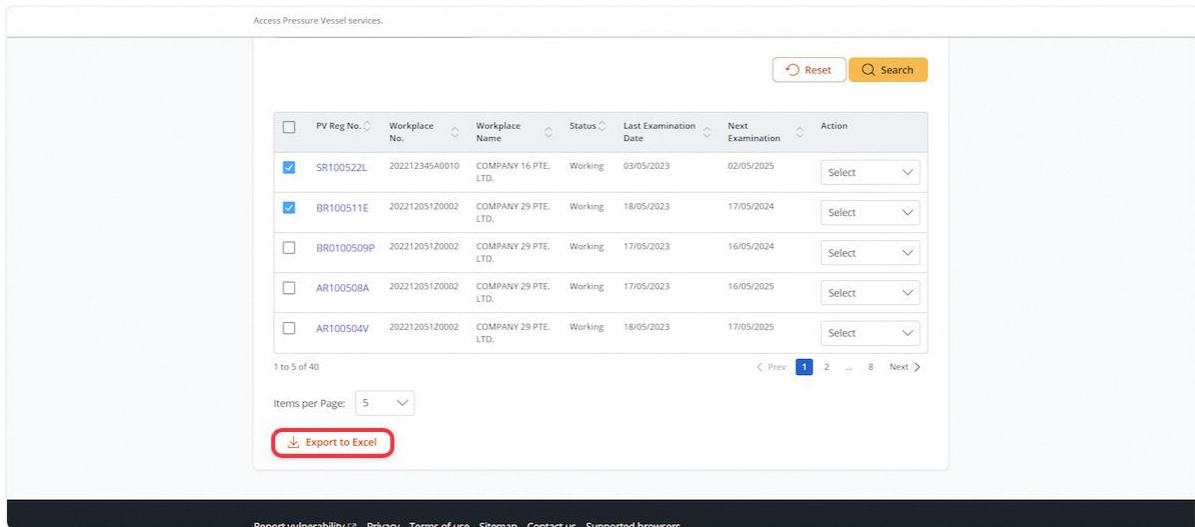 Access Pressure Vessel services.
Reset
Search
PV Reg No. Workplace No. Workplace Name Status Last Examination Date Next Examination Action
SR100522L 202212345A0010 COMPANY 16 PTE. LTD. Working 03/05/2023 02/05/2025 Select
BR100511E 202212051Z0002 COMPANY 29 PTE. LTD. Working 18/05/2023 17/05/2024 Select
BR0100509P 202212051Z0002 COMPANY 29 PTE. LTD. Working 17/05/2023 16/05/2024 Select
AR100508A 202212051Z0002 COMPANY 29 PTE. LTD. Working 17/05/2023 16/05/2025 Select
AR100504V 202212051Z0002 COMPANY 29 PTE. LTD. Working 18/05/2023 17/05/2025 Select
1 to 5 of 40
Prev 1 2 ... 8 Next
Items per Page: 5
Export to Excel
Report vulnerability Privacy Terms of use Sitemap Contact us Supported browsers